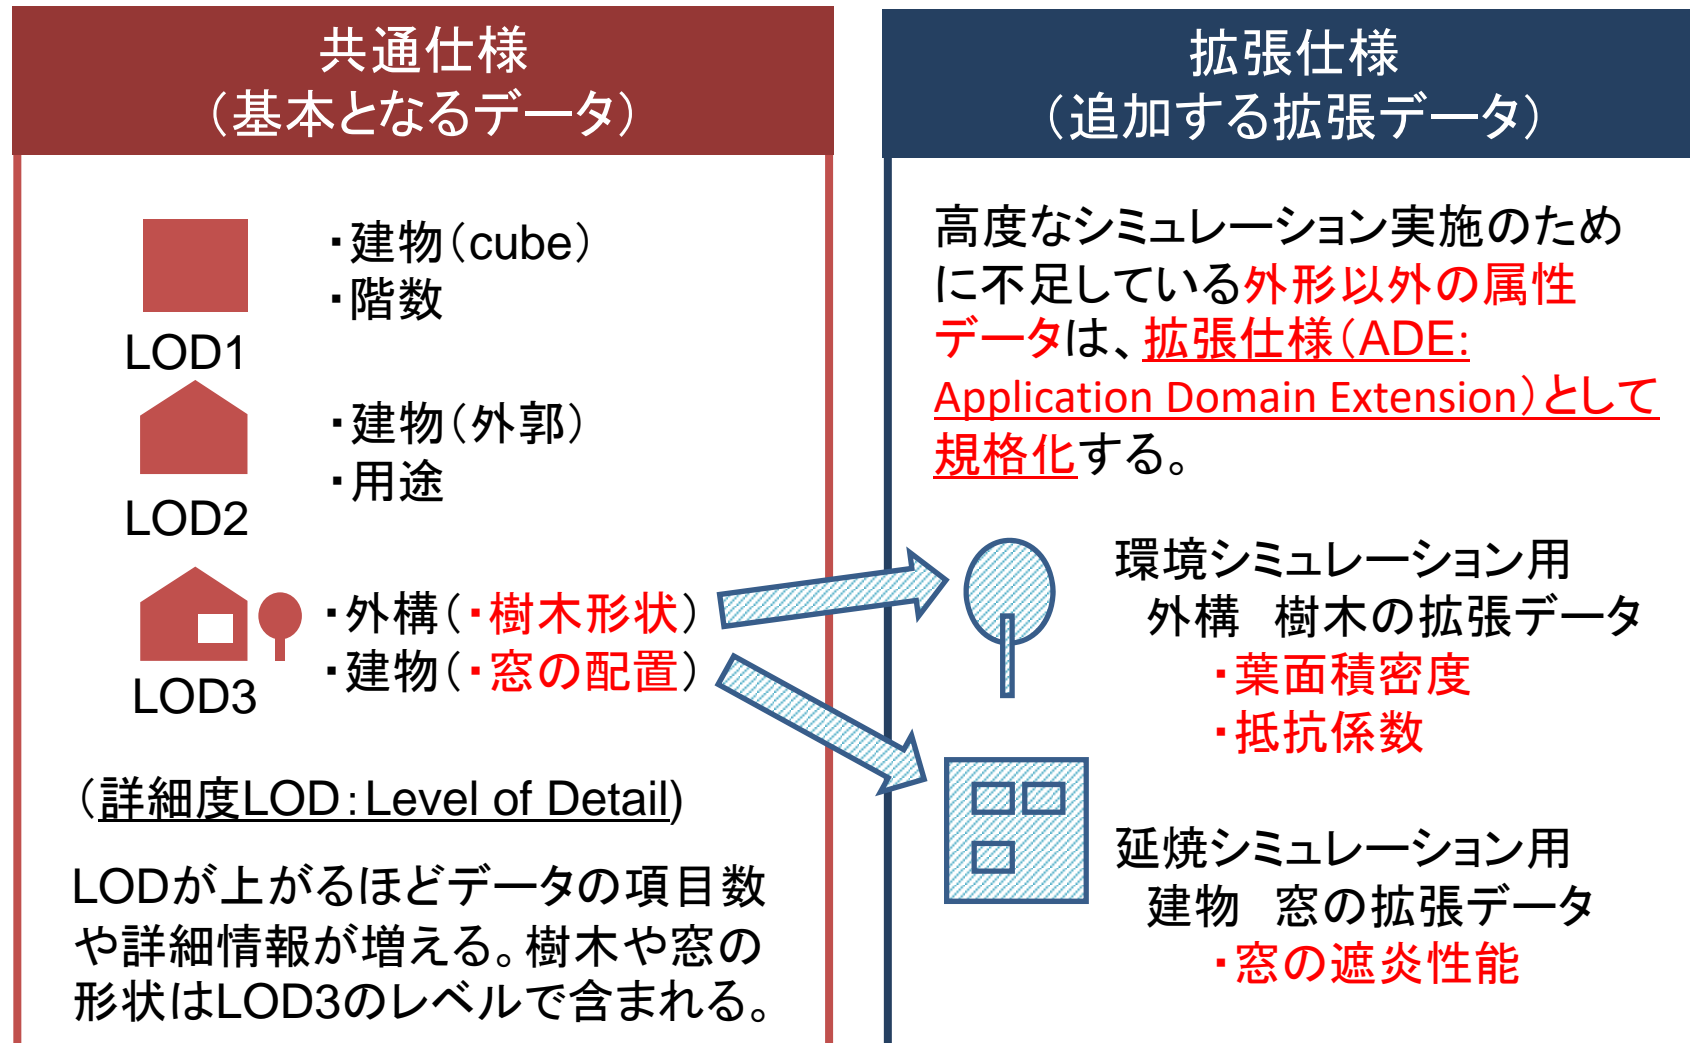 共通仕様
（基本となるデータ）
・建物（cube）
・階数
LOD1
・建物（外郭）
・用途
LOD2
・外構（・樹木形状）
・建物（・窓の配置）
LOD3
（詳細度LOD：Level of Detail)
LODが上がるほどデータの項目数
や詳細情報が増える。樹木や窓の
形状はLOD3のレベルで含まれる。
拡張仕様
（追加する拡張データ）
高度なシミュレーション実施のため
に不足している外形以外の属性
データは、拡張仕様（ADE:
Application Domain Extension）として
規格化する。
環境シミュレーション用
外構　樹木の拡張データ
・葉面積密度
・抵抗係数
延焼シミュレーション用
建物　窓の拡張データ
・窓の遮炎性能